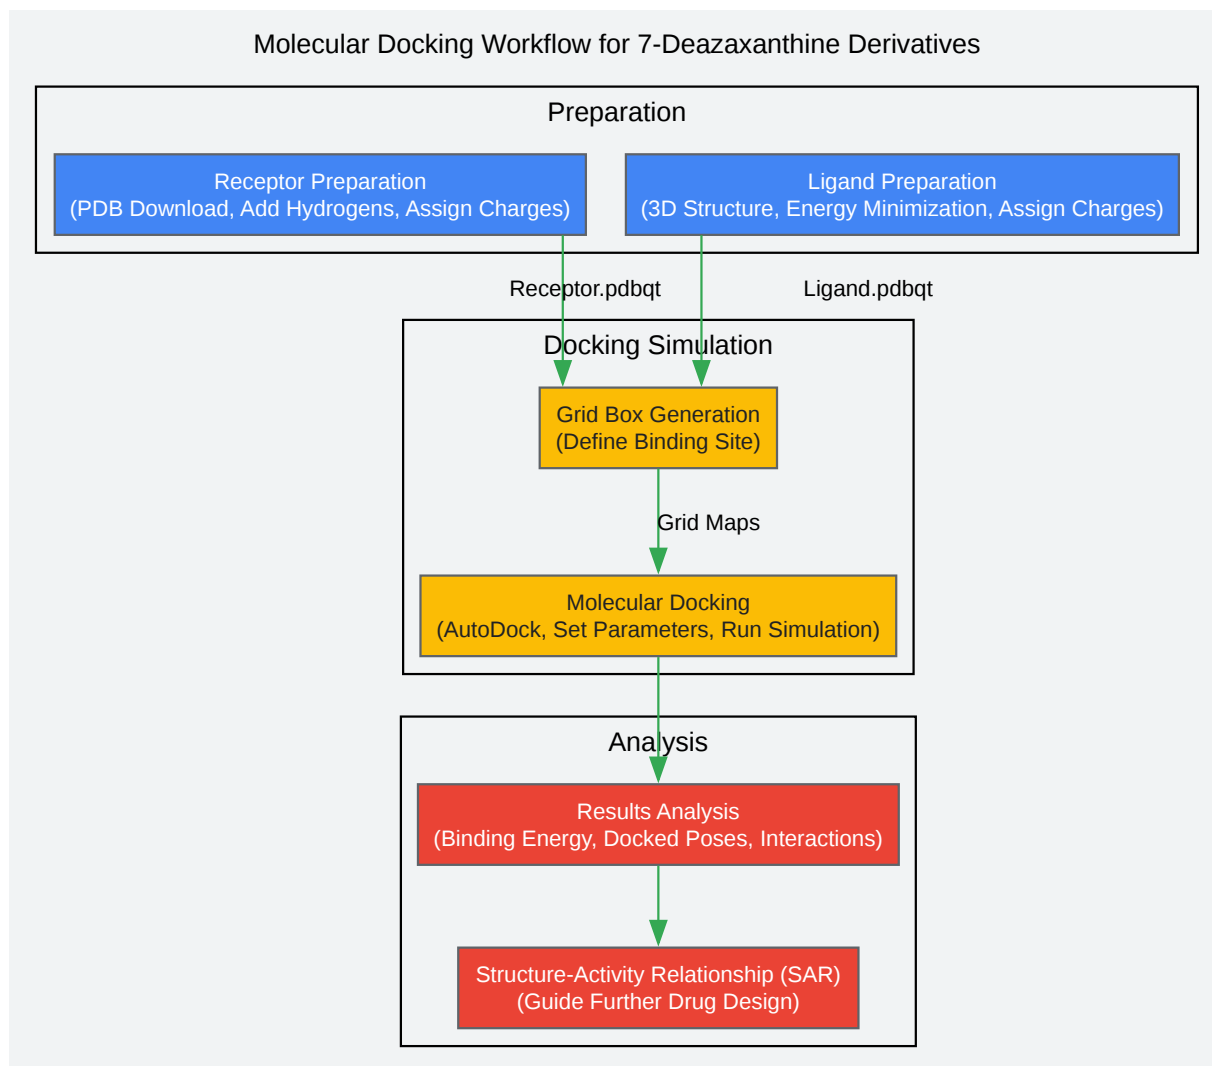 Molecular Docking Workflow for 7-Deazaxanthine Derivatives
Preparation
Receptor Preparation
(PDB Download, Add Hydrogens, Assign Charges)
Ligand Preparation
(3D Structure, Energy Minimization, Assign Charges)
Receptor.pdbqt
Ligand.pdbqt
Docking Simulation
Grid Box Generation
(Define Binding Site)
Grid Maps
Molecular Docking
(AutoDock, Set Parameters, Run Simulation)
Analysis
Results Analysis
(Binding Energy, Docked Poses, Interactions)
Structure-Activity Relationship (SAR)
(Guide Further Drug Design)